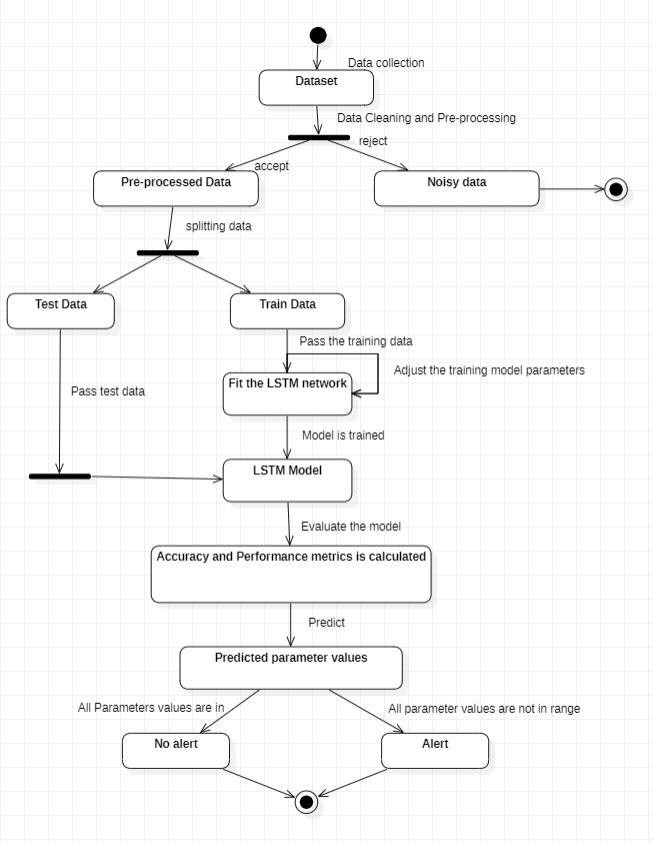 Data collection
Dataset
Data Cleaning and Pre-processing
reject
accept
Pre-processed Data
Noisy data
splitting data
Test Data
Train Data
Pass the training data
Adjust the training model parameters
Fit the LSTM network
Pass test data
Model is trained
LSTM Model
Evaluate the model
Accuracy and Performance metrics is calculated
Predict
Predicted parameter values
All Parameters values are in
All parameter values are not in range
No alert
Alert